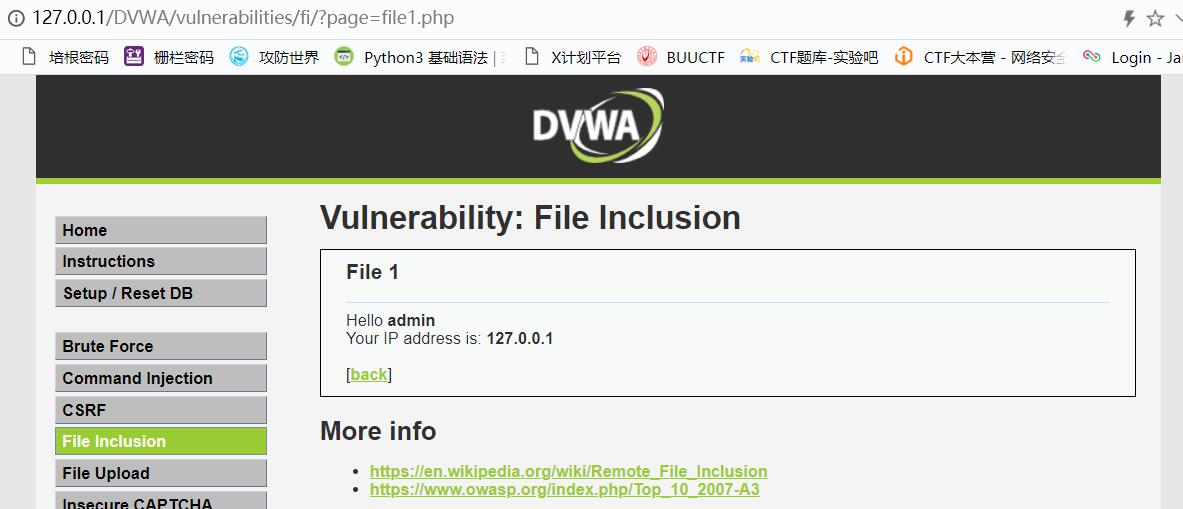 127.0.0.1/DVWA/vulnerabilities/fi/?page=file1.php
培根密码 栅栏密码 攻防世界 Python3 基础语法 | X计划平台 BUUCTF CTF题库-实验吧 CTF大本营 - 网络安全 Login - Ja
DVWA
Home
Instructions
Setup / Reset DB
Brute Force
Command Injection
CSRF
File Inclusion
File Upload
Insecure CAPTCHA
Vulnerability: File Inclusion
File 1
Hello admin
Your IP address is: 127.0.0.1
[back]
More info
https://en.wikipedia.org/wiki/Remote_File_Inclusion
https://www.owasp.org/index.php/Top_10_2007-A3